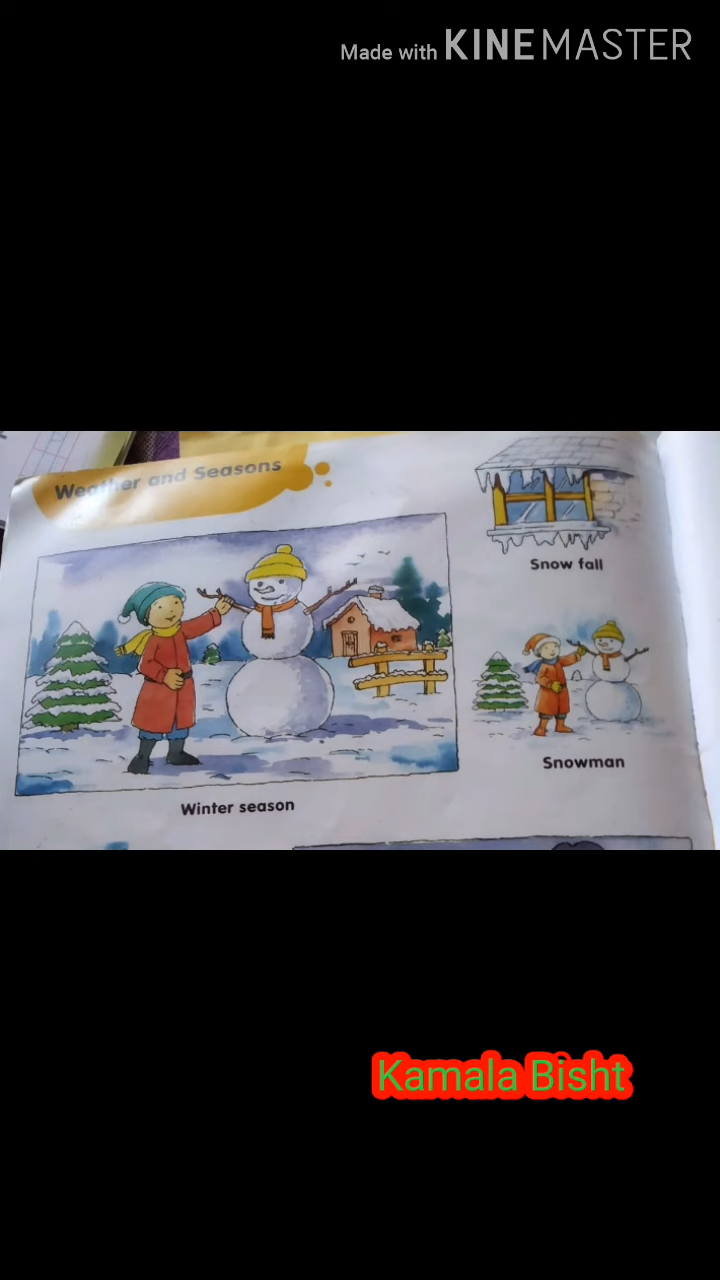 Made with KINEMASTER
Weather and Seasons
Snow fall
Snowman
Winter season
Kamala Bisht